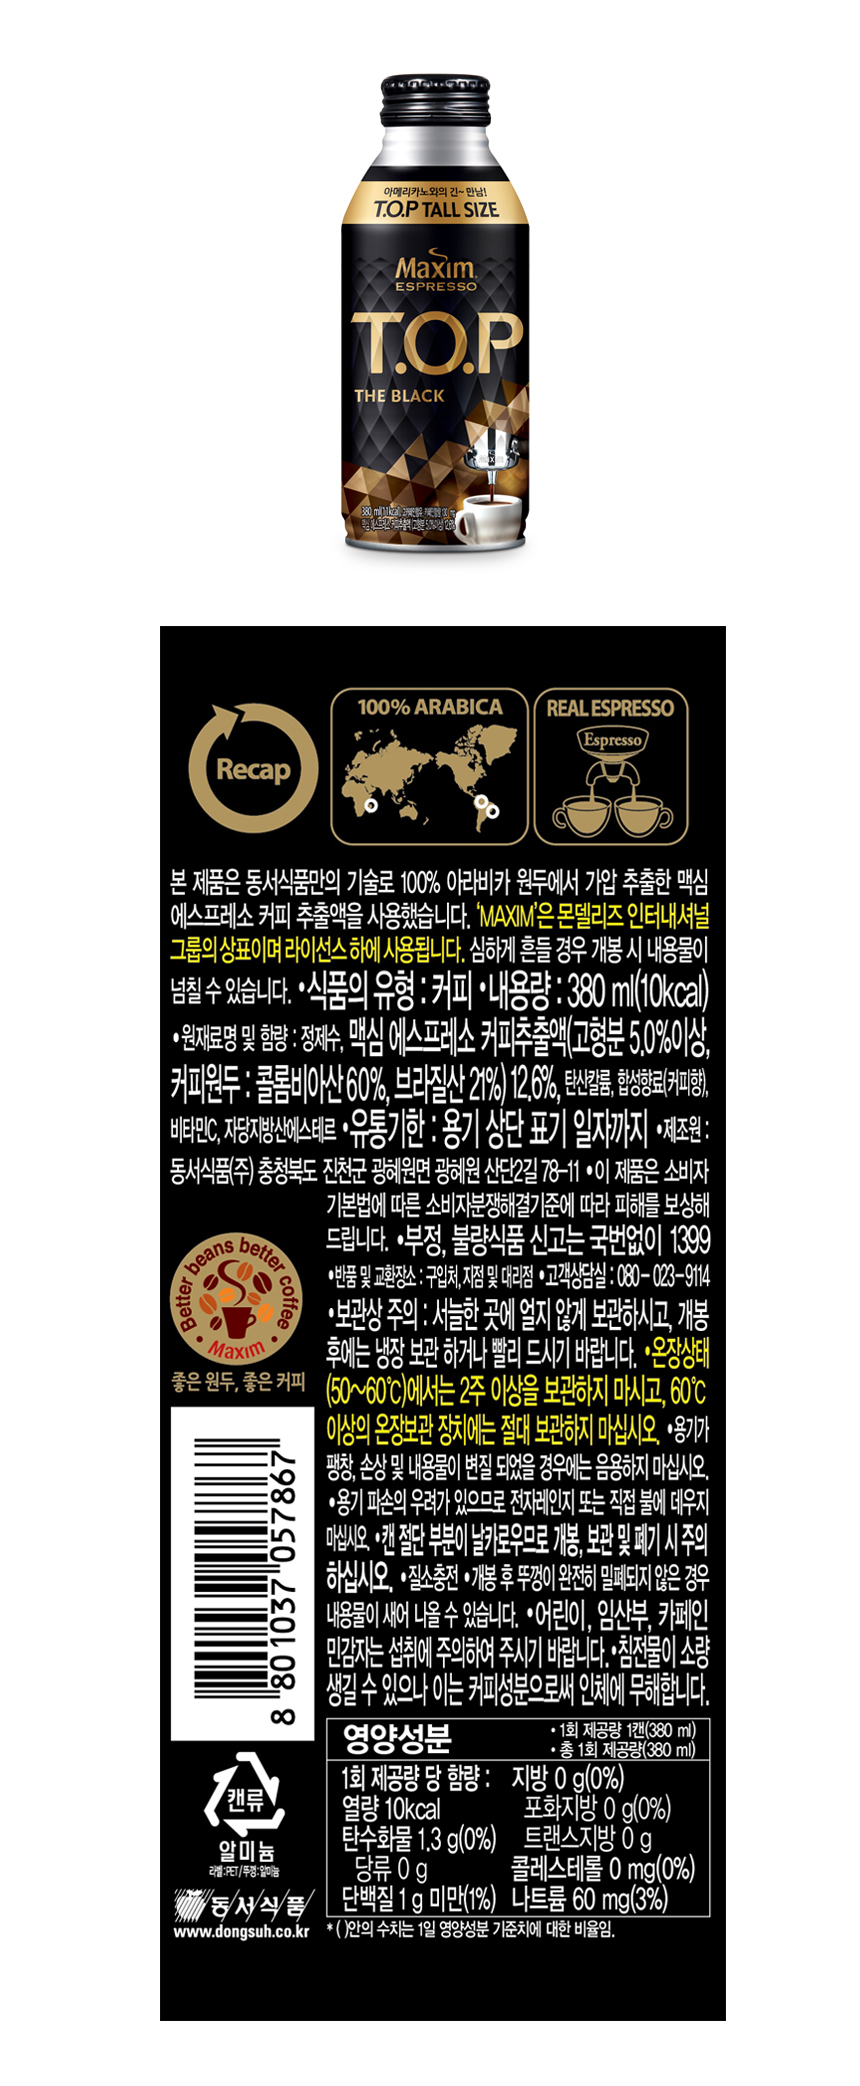 아메리카노와의 긴~ 만남!
T.O.P TALL SIZE
Maxim
ESPRESSO
T.O.P
THE BLACK
380 ml(11kcal) 고카페인함유
맥심 에스프레소 커피추출액(고형분 5.0%이상) 12.6%
Recap
100% ARABICA
REAL ESPRESSO
Espresso
본 제품은 동서식품만의 기술로 100% 아라비카 원두에서 가압 추출한 맥심
에스프레소 커피 추출액을 사용했습니다. ‘MAXIM’은 몬델리즈 인터내셔널
그룹의 상표이며 라이선스 하에 사용됩니다. 심하게 흔들 경우 개봉 시 내용물이
넘칠 수 있습니다. •식품의 유형 : 커피 •내용량 : 380 ml(10kcal)
•원재료명 및 함량 : 정제수, 맥심 에스프레소 커피추출액(고형분 5.0%이상,
커피원두 : 콜롬비아산 60%, 브라질산 21%) 12.6%, 탄산칼륨, 합성향료(커피향),
비타민C, 자당지방산에스테르 •유통기한 : 용기 상단 표기 일자까지 •제조원 :
동서식품(주) 충청북도 진천군 광혜원면 광혜원 산단2길 78-11 •이 제품은 소비자
기본법에 따른 소비자분쟁해결기준에 따라 피해를 보상해
드립니다. •부정, 불량식품 신고는 국번없이 1399
•반품 및 교환장소 : 구입처, 지점 및 대리점 •고객상담실 : 080-023-9114
•보관상 주의 : 서늘한 곳에 얼지 않게 보관하시고, 개봉
후에는 냉장 보관 하거나 빨리 드시기 바랍니다. •온장상태
(50~60℃)에서는 2주 이상을 보관하지 마시고, 60℃
이상의 온장보관 장치에는 절대 보관하지 마십시오. •용기가
팽창, 손상 및 내용물이 변질 되었을 경우에는 음용하지 마십시오.
•용기 파손의 우려가 있으므로 전자레인지 또는 직접 불에 데우지
마십시오. •캔 절단 부분이 날카로우므로 개봉, 보관 및 폐기 시 주의
하십시오. •질소충전 •개봉 후 뚜껑이 완전히 밀폐되지 않은 경우
내용물이 새어 나올 수 있습니다. •어린이, 임산부, 카페인
민감자는 섭취에 주의하여 주시기 바랍니다. •침전물이 소량
생길 수 있으나 이는 커피성분으로써 인체에 무해합니다.
Better beans better coffee
Maxim
좋은 원두, 좋은 커피
8 801037 057867
캔류
알미늄
라벨:PET/뚜껑:알미늄
동서식품
www.dongsuh.co.kr
영양성분
• 1회 제공량 1캔(380 ml)
• 총 1회 제공량(380 ml)
1회 제공량 당 함량 :
열량 10kcal
탄수화물 1.3 g(0%)
당류 0 g
단백질 1 g 미만(1%)
지방 0 g(0%)
포화지방 0 g(0%)
트랜스지방 0 g
콜레스테롤 0 mg(0%)
나트륨 60 mg(3%)
* ( )안의 수치는 1일 영양성분 기준치에 대한 비율임.